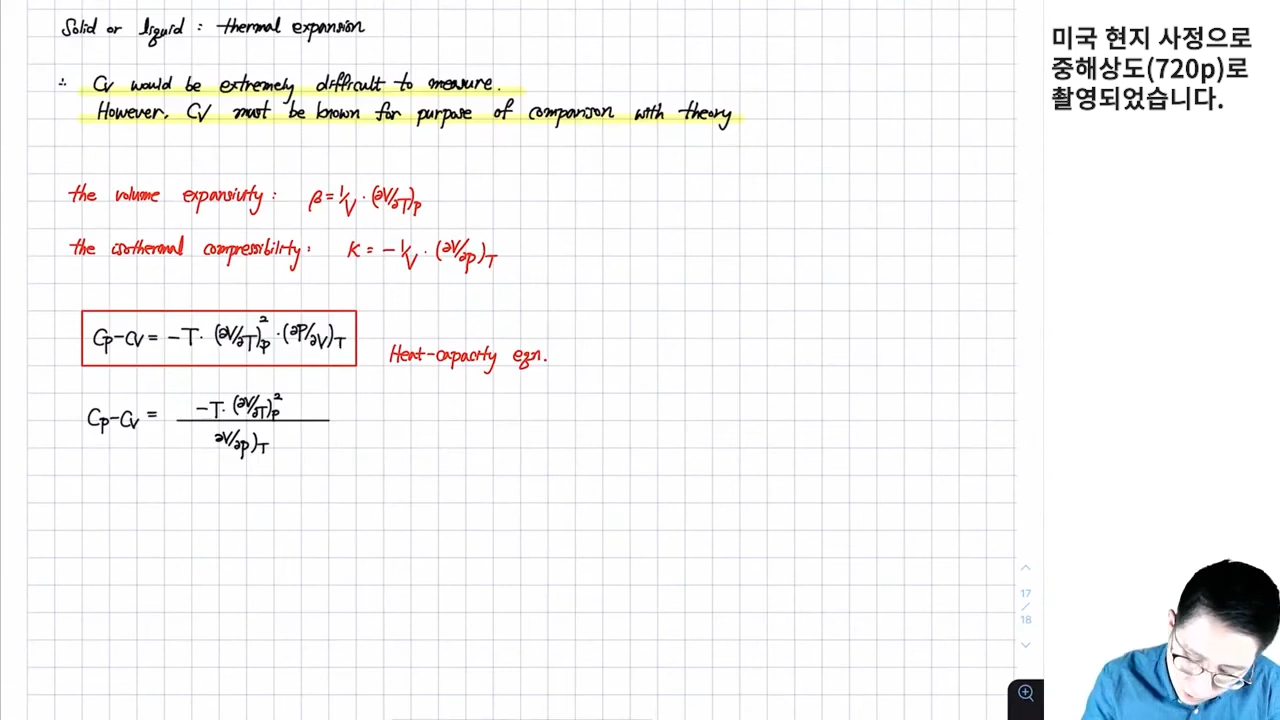 Solid or liquid : thermal expansion
∴ Cv would be extremely difficult to measure.
However, CV must be known for purpose of comparison with theory
the volume expansivity : β = 1/V · (∂V/∂T)p
the isothermal compressibility : K = - 1/V · (∂V/∂p)T
Cp-Cv = -T · (∂V/∂T)²p · (∂P/∂V)T
Heat-capacity eqn.
Cp-Cv = -T · (∂V/∂T)²p
∂V/∂p)T
미국 현지 사정으로
중해상도(720p)로
촬영되었습니다.
17
/
18